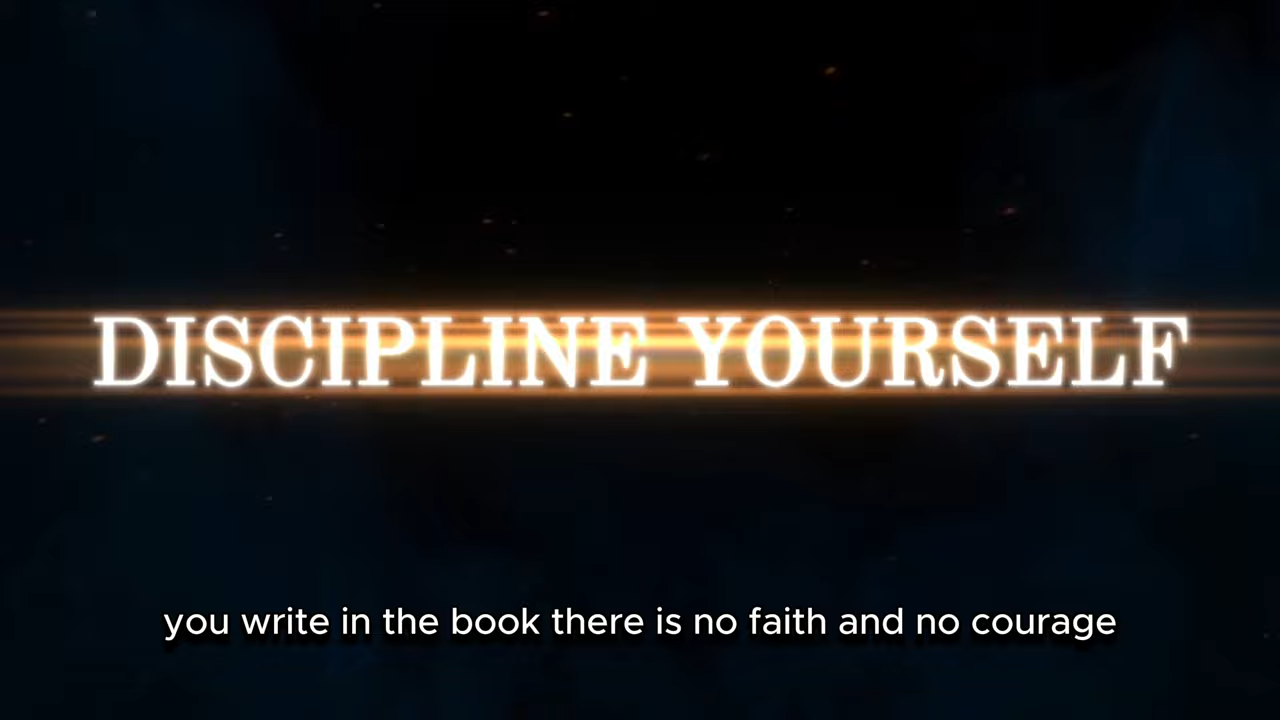 DISCIPLINE YOURSELF
you write in the book there is no faith and no courage